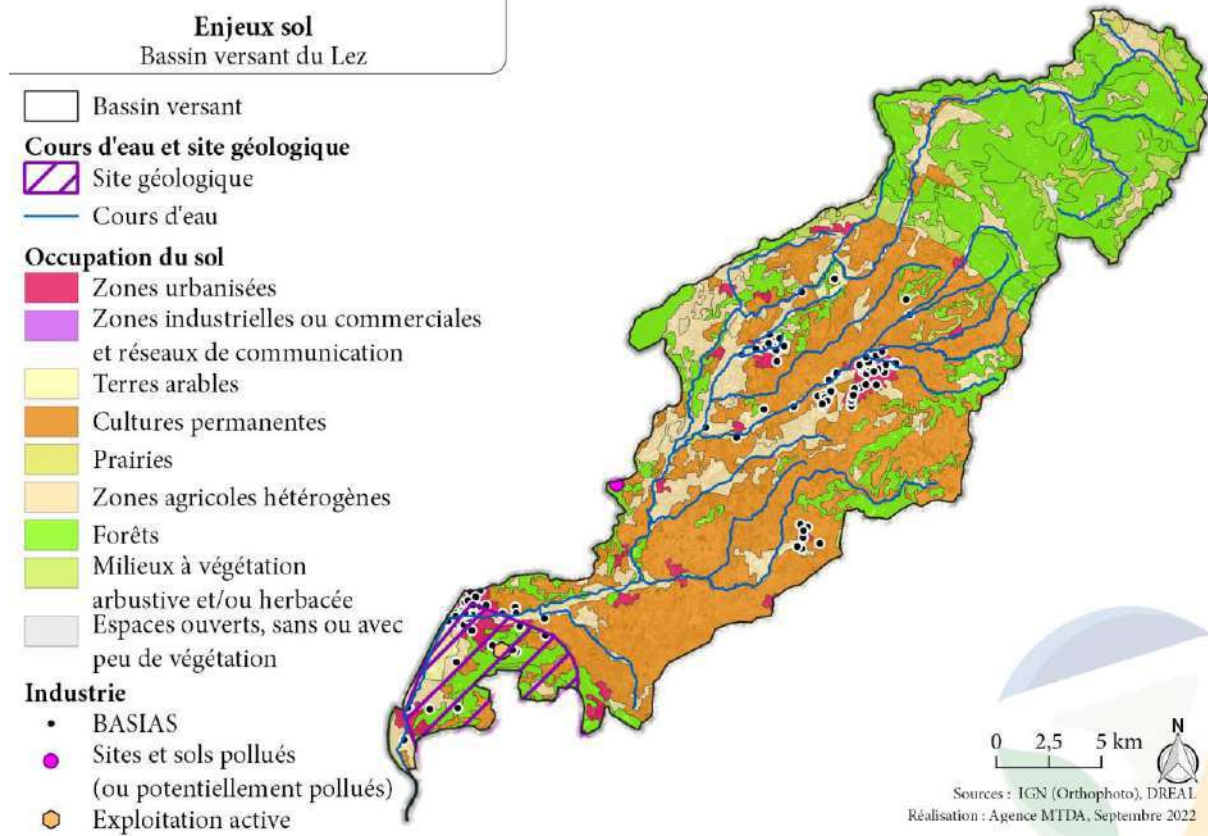 Enjeux sol
Bassin versant du Lez
Bassin versant
Cours d'eau et site géologique
Site géologique
Cours d'eau
Occupation du sol
Zones urbanisées
Zones industrielles ou commerciales
et réseaux de communication
Terres arables
Cultures permanentes
Prairies
Zones agricoles hétérogènes
Forêts
Milieux à végétation
arbustive et/ou herbacée
Espaces ouverts, sans ou avec
peu de végétation
Industrie
BASIAS
Sites et sols pollués
(ou potentiellement pollués)
Exploitation active
0 2,5 5 km
N
Sources : IGN (Orthophoto), DREAL
Réalisation : Agence MTDA, Septembre 2022